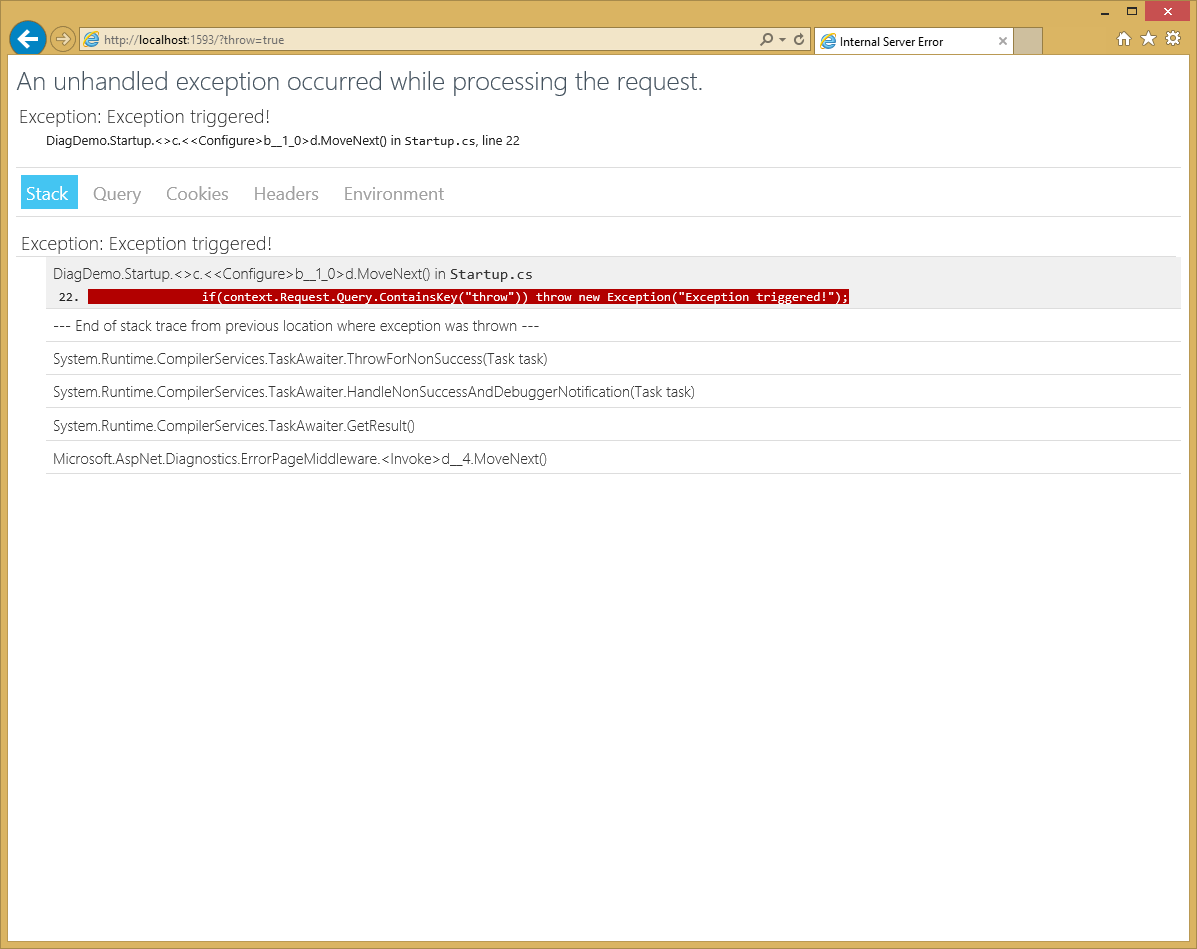 http://localhost:1593/?throw=true
Internal Server Error
An unhandled exception occurred while processing the request.
Exception: Exception triggered!
DiagDemo.Startup.<>c.<<Configure>b__1_0>d.MoveNext() in Startup.cs, line 22
Stack Query Cookies Headers Environment
Exception: Exception triggered!
DiagDemo.Startup.<>c.<<Configure>b__1_0>d.MoveNext() in Startup.cs
22. if(context.Request.Query.ContainsKey("throw")) throw new Exception("Exception triggered!");
--- End of stack trace from previous location where exception was thrown ---
System.Runtime.CompilerServices.TaskAwaiter.ThrowForNonSuccess(Task task)
System.Runtime.CompilerServices.TaskAwaiter.HandleNonSuccessAndDebuggerNotification(Task task)
System.Runtime.CompilerServices.TaskAwaiter.GetResult()
Microsoft.AspNet.Diagnostics.ErrorPageMiddleware.<Invoke>d__4.MoveNext()